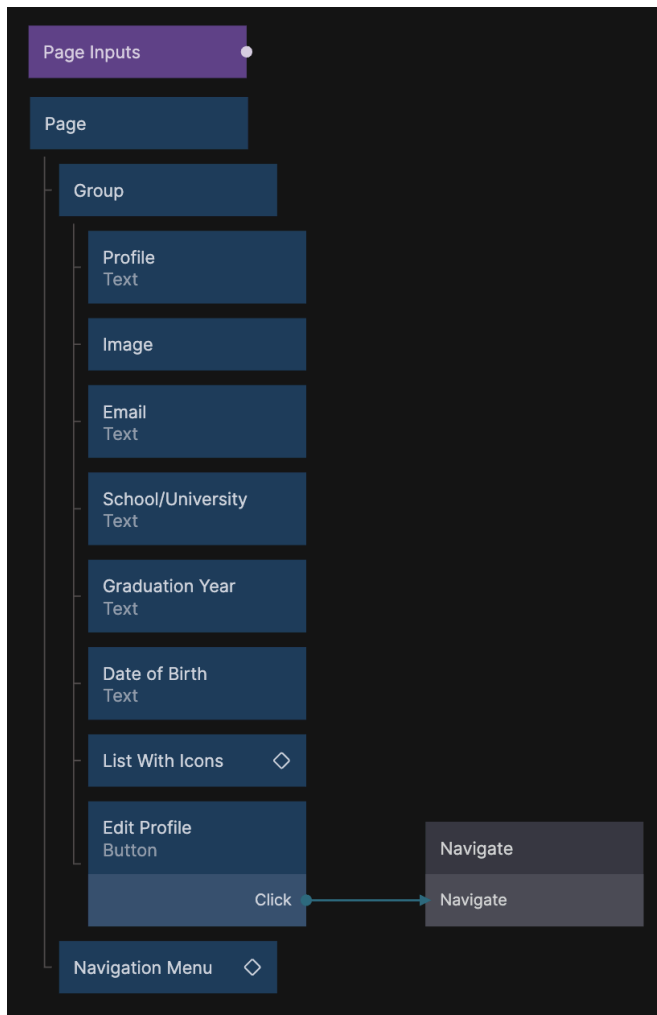 Page Inputs
Page
Group
Profile
Text
Image
Email
Text
School/University
Text
Graduation Year
Text
Date of Birth
Text
List With Icons
Edit Profile
Button
Click
Navigate
Navigate
Navigation Menu